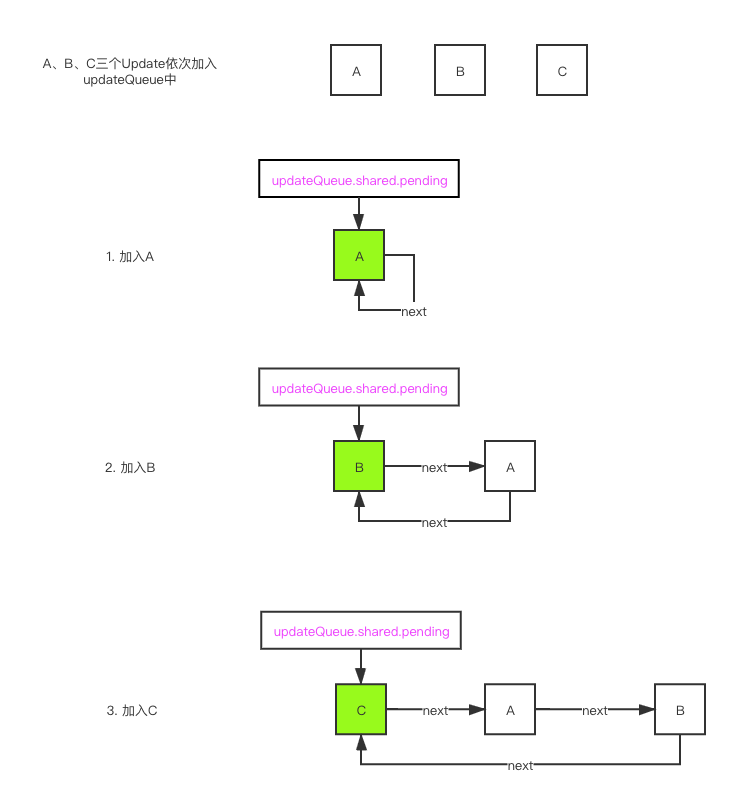 A、B、C三个Update依次加入
updateQueue中
A
B
C
updateQueue.shared.pending
1. 加入A
A
next
updateQueue.shared.pending
2. 加入B
B
next
A
next
updateQueue.shared.pending
3. 加入C
C
next
A
next
B
next